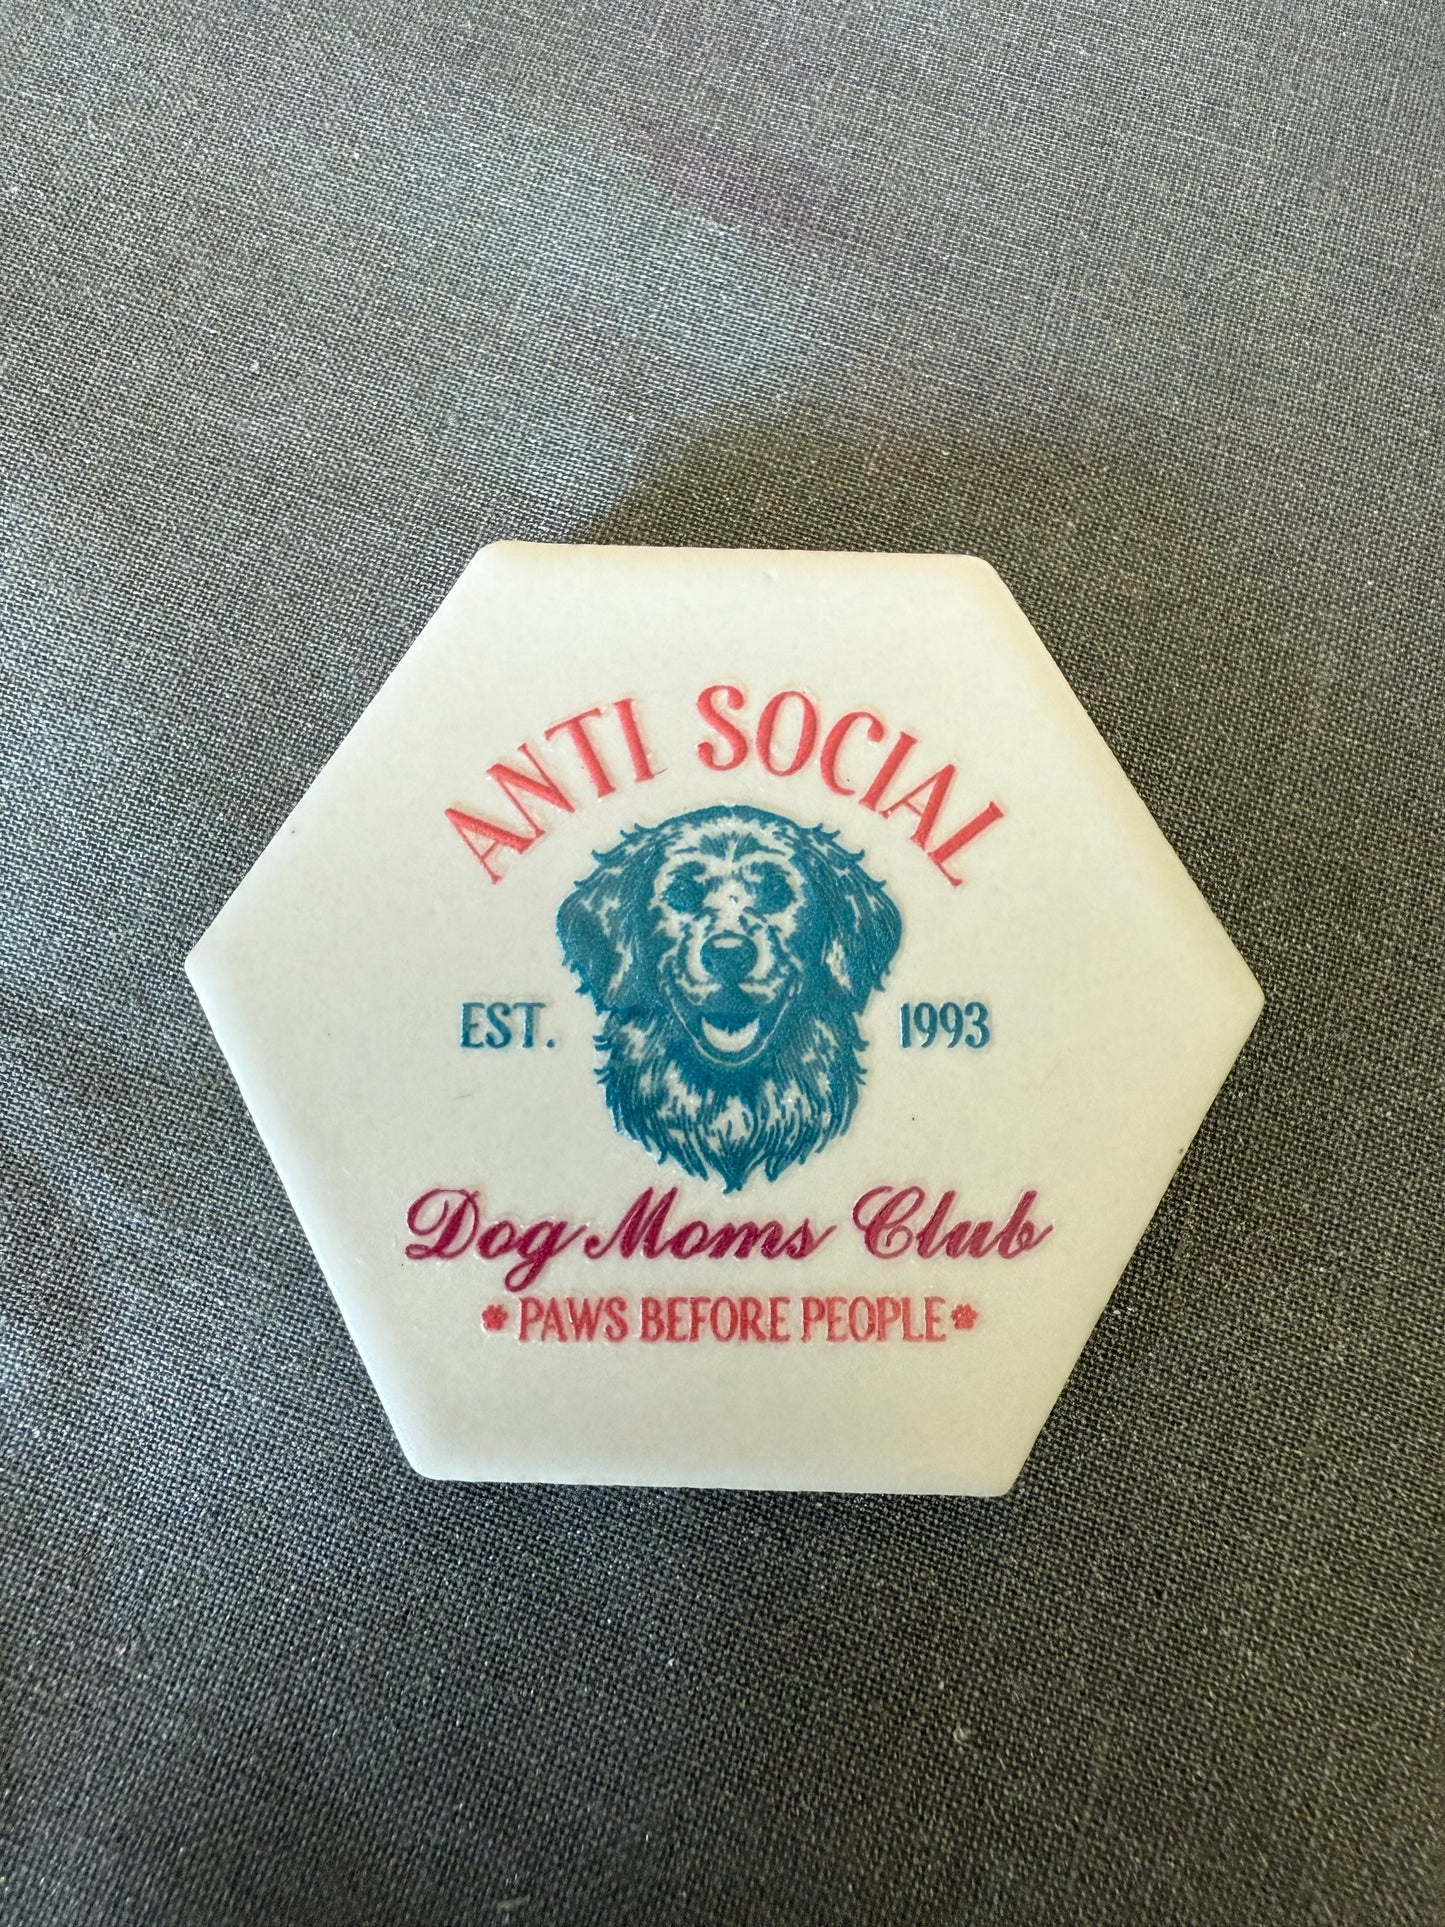 ANTI SOCIAL
EST. 1993
Dog Moms Club
PAWS BEFORE PEOPLE